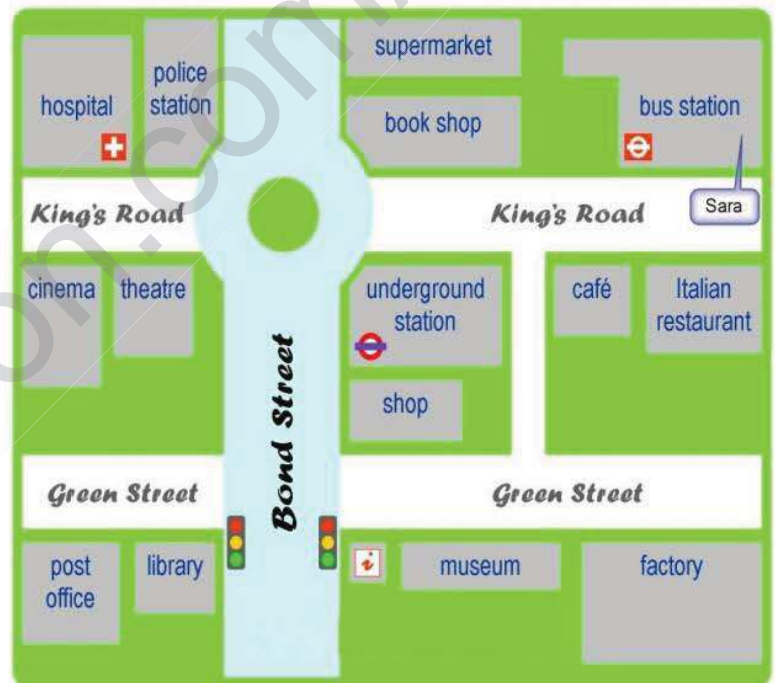 supermarket
police
station
hospital
book shop
bus station
Sara
King's Road
King's Road
cinema
theatre
underground
station
café
Italian
restaurant
Bond Street
shop
Green Street
Green Street
post
office
library
i
museum
factory